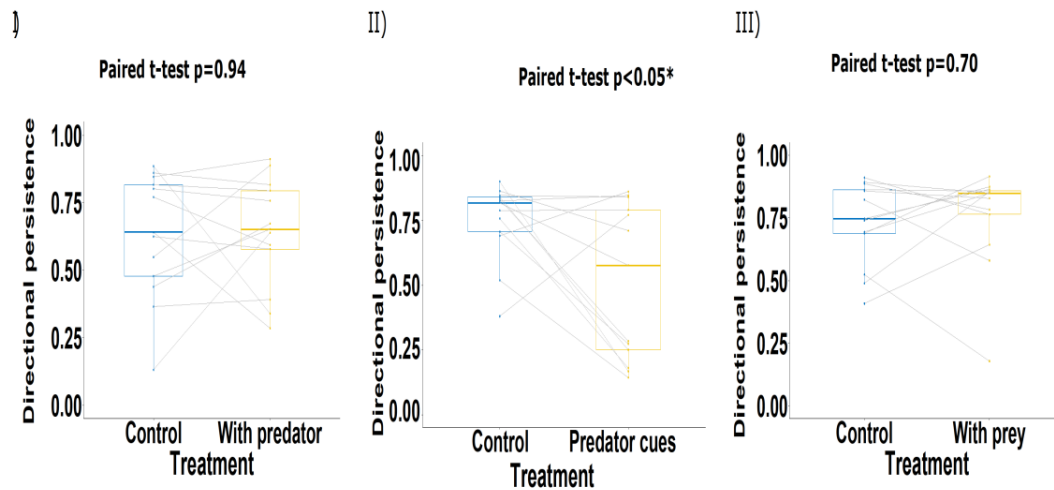 I)
Paired t-test p=0.94
Directional persistence
1.00
0.75
0.50
0.25
0.00
Control With predator
Treatment
II)
Paired t-test p<0.05*
Directional persistence
1.00
0.75
0.50
0.25
0.00
Control Predator cues
Treatment
III)
Paired t-test p=0.70
Directional persistence
1.00
0.75
0.50
0.25
0.00
Control With prey
Treatment